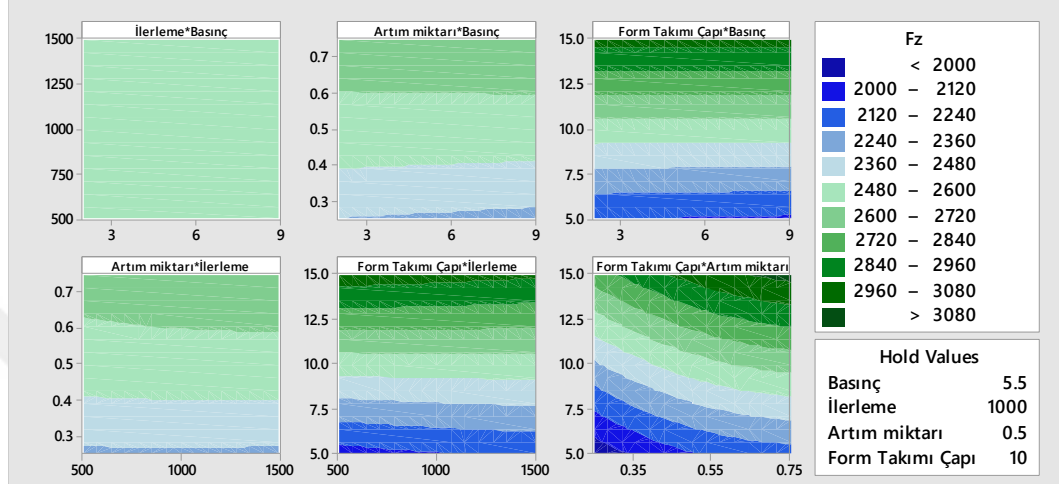 İlerleme*Basınç
1500
1250
1000
750
500
3 6 9
Artım miktarı*Basınç
0.7
0.6
0.5
0.4
0.3
3 6 9
Form Takımı Çapı*Basınç
15.0
12.5
10.0
7.5
5.0
3 6 9
Artım miktarı*İlerleme
0.7
0.6
0.5
0.4
0.3
500 1000 1500
Form Takımı Çapı*İlerleme
15.0
12.5
10.0
7.5
5.0
500 1000 1500
Form Takımı Çapı*Artım miktarı
15.0
12.5
10.0
7.5
5.0
0.35 0.55 0.75
Fz
< 2000
2000 – 2120
2120 – 2240
2240 – 2360
2360 – 2480
2480 – 2600
2600 – 2720
2720 – 2840
2840 – 2960
2960 – 3080
> 3080
Hold Values
Basınç 5.5
İlerleme 1000
Artım miktarı 0.5
Form Takımı Çapı 10